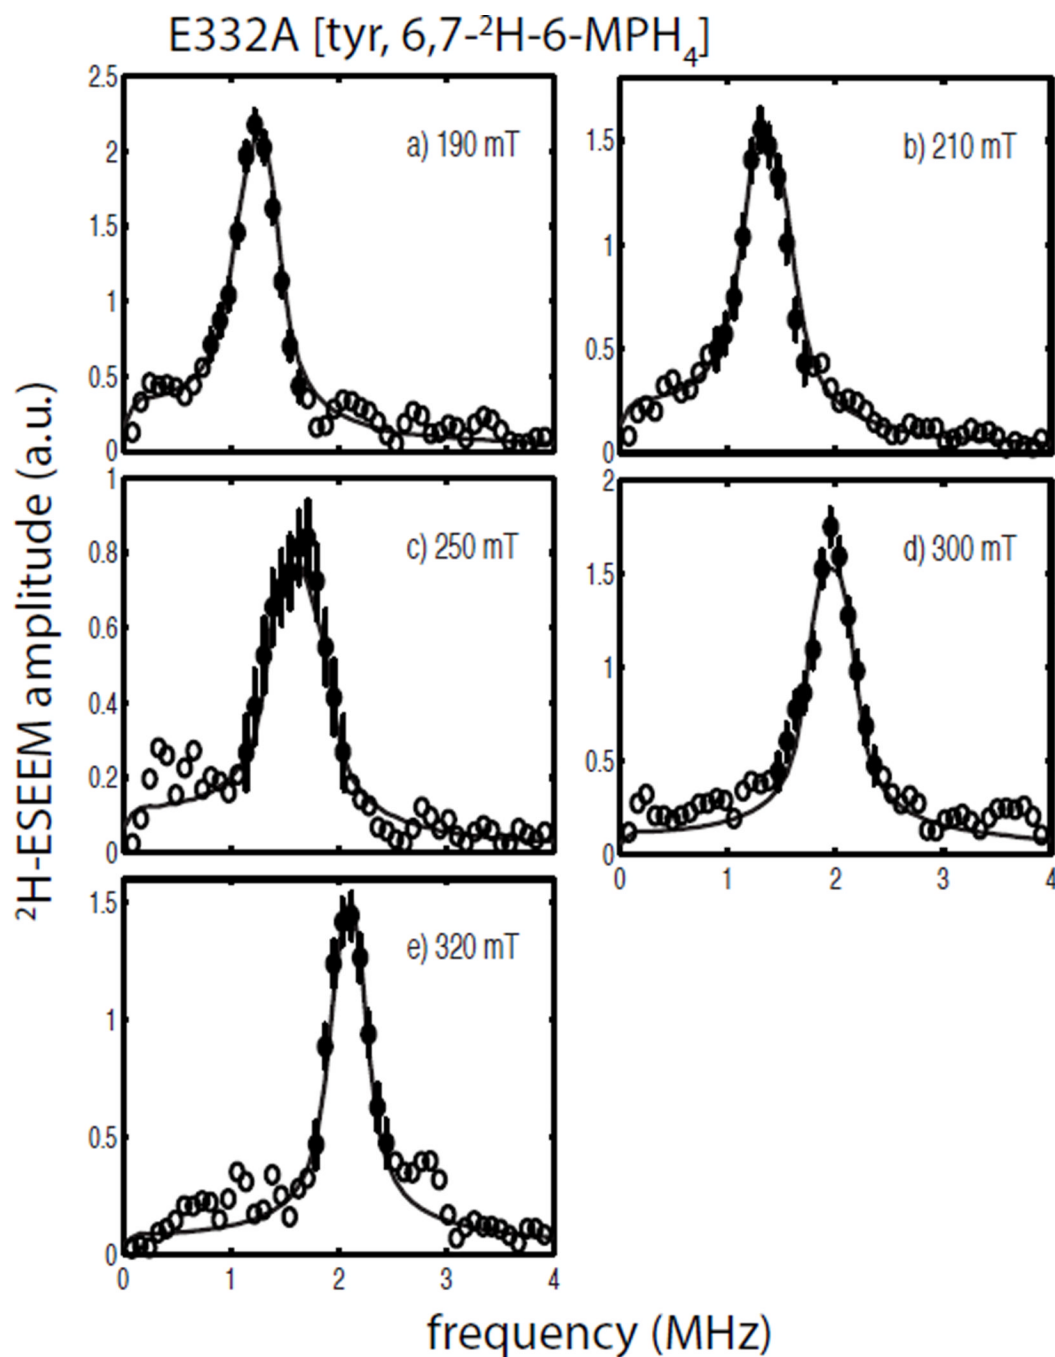 E332A [tyr, 6,7-²H-6-MPH₄]
²H-ESEEM amplitude (a.u.)
a) 190 mT
2.5
2
1.5
1
0.5
0
b) 210 mT
1.5
1
0.5
0
c) 250 mT
1
0.8
0.6
0.4
0.2
0
d) 300 mT
2
1.5
1
0.5
0
0 1 2 3 4
e) 320 mT
1.5
1
0.5
0
0 1 2 3 4
frequency (MHz)